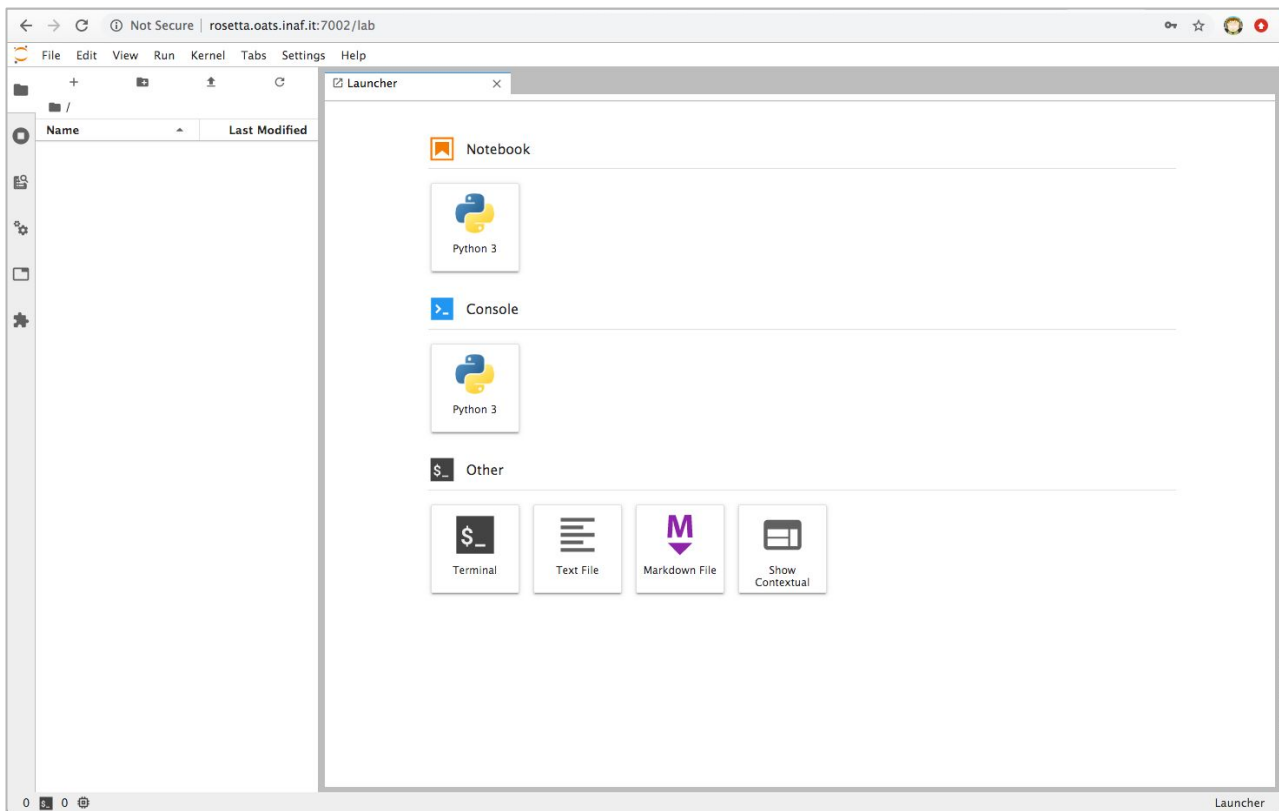 Not Secure | rosetta.oats.inaf.it:7002/lab
File Edit View Run Kernel Tabs Settings Help
Launcher
/
Name Last Modified
Notebook
Python 3
Console
Python 3
$_ Other
$_
M
Terminal
Text File
Markdown File
Show
Contextual
0 $_ 0
Launcher